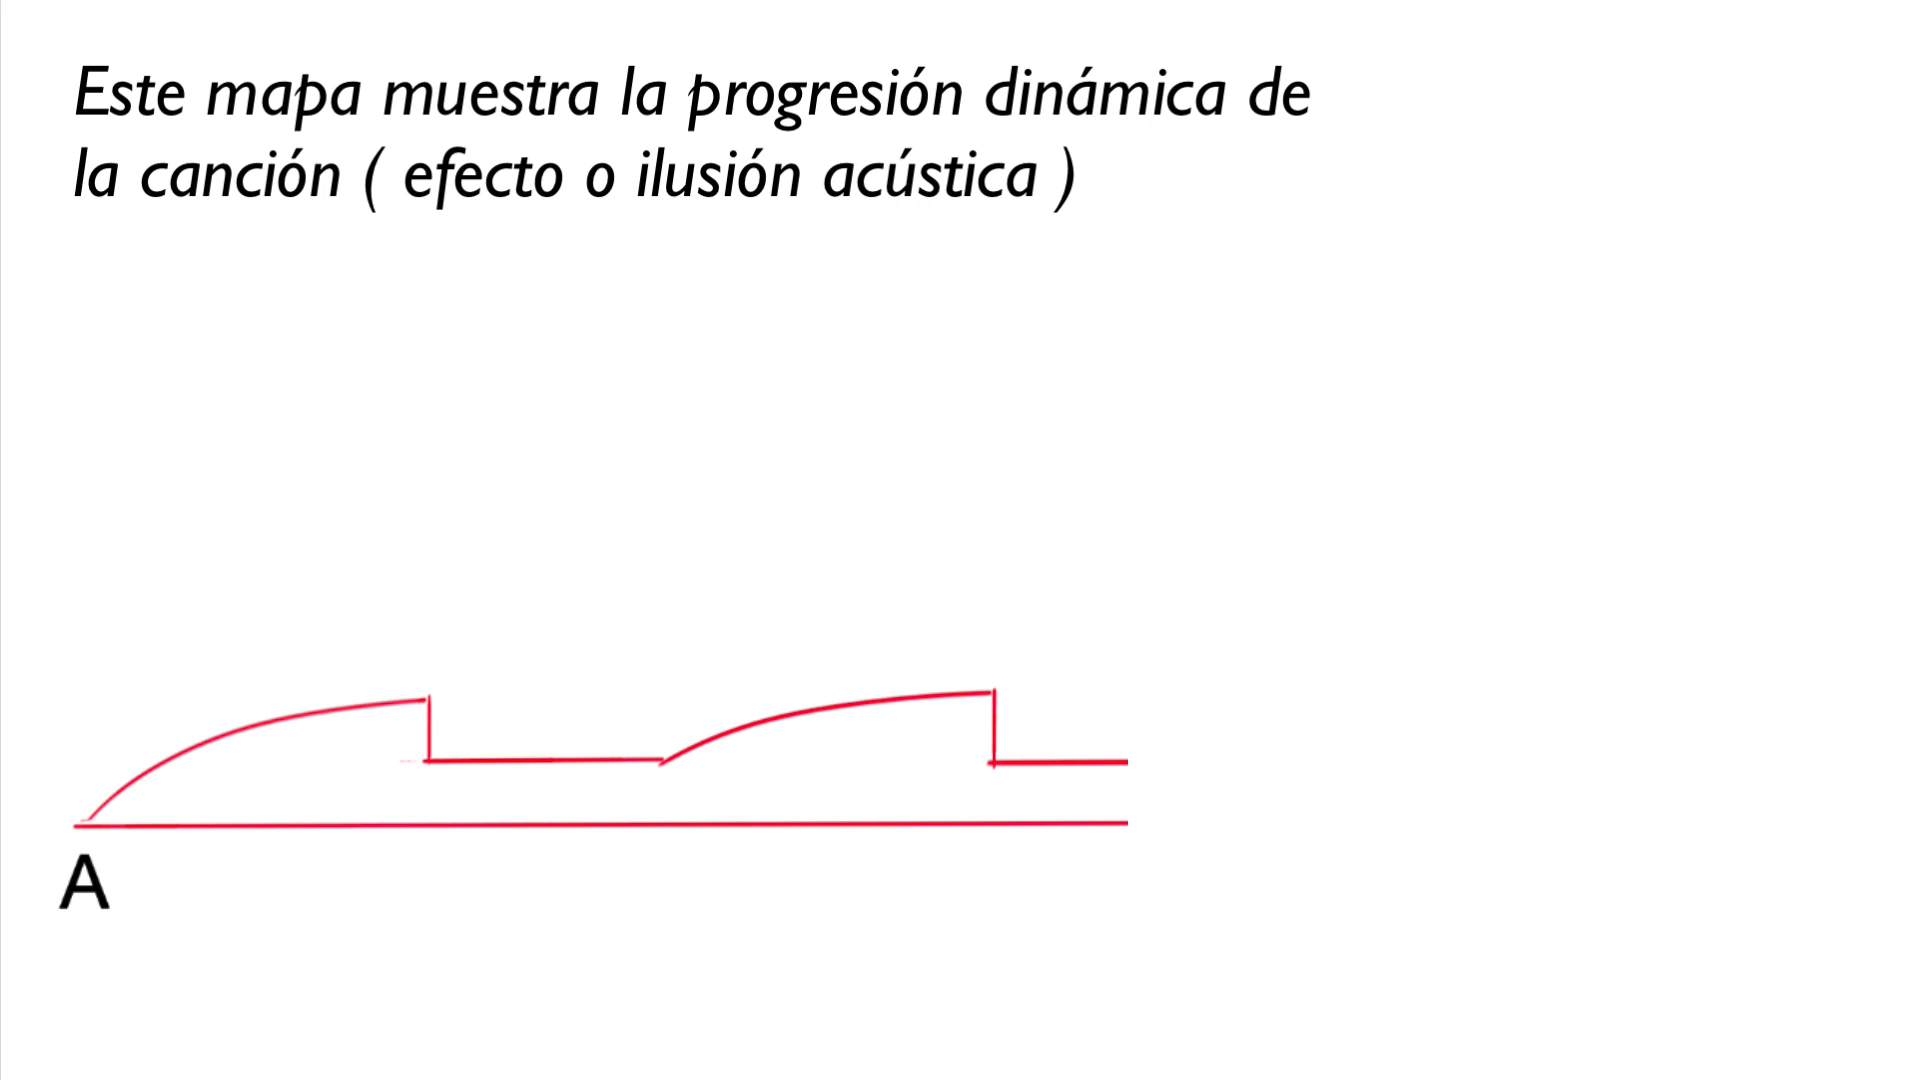 Este mapa muestra la progresión dinámica de
la canción ( efecto o ilusión acústica )
A